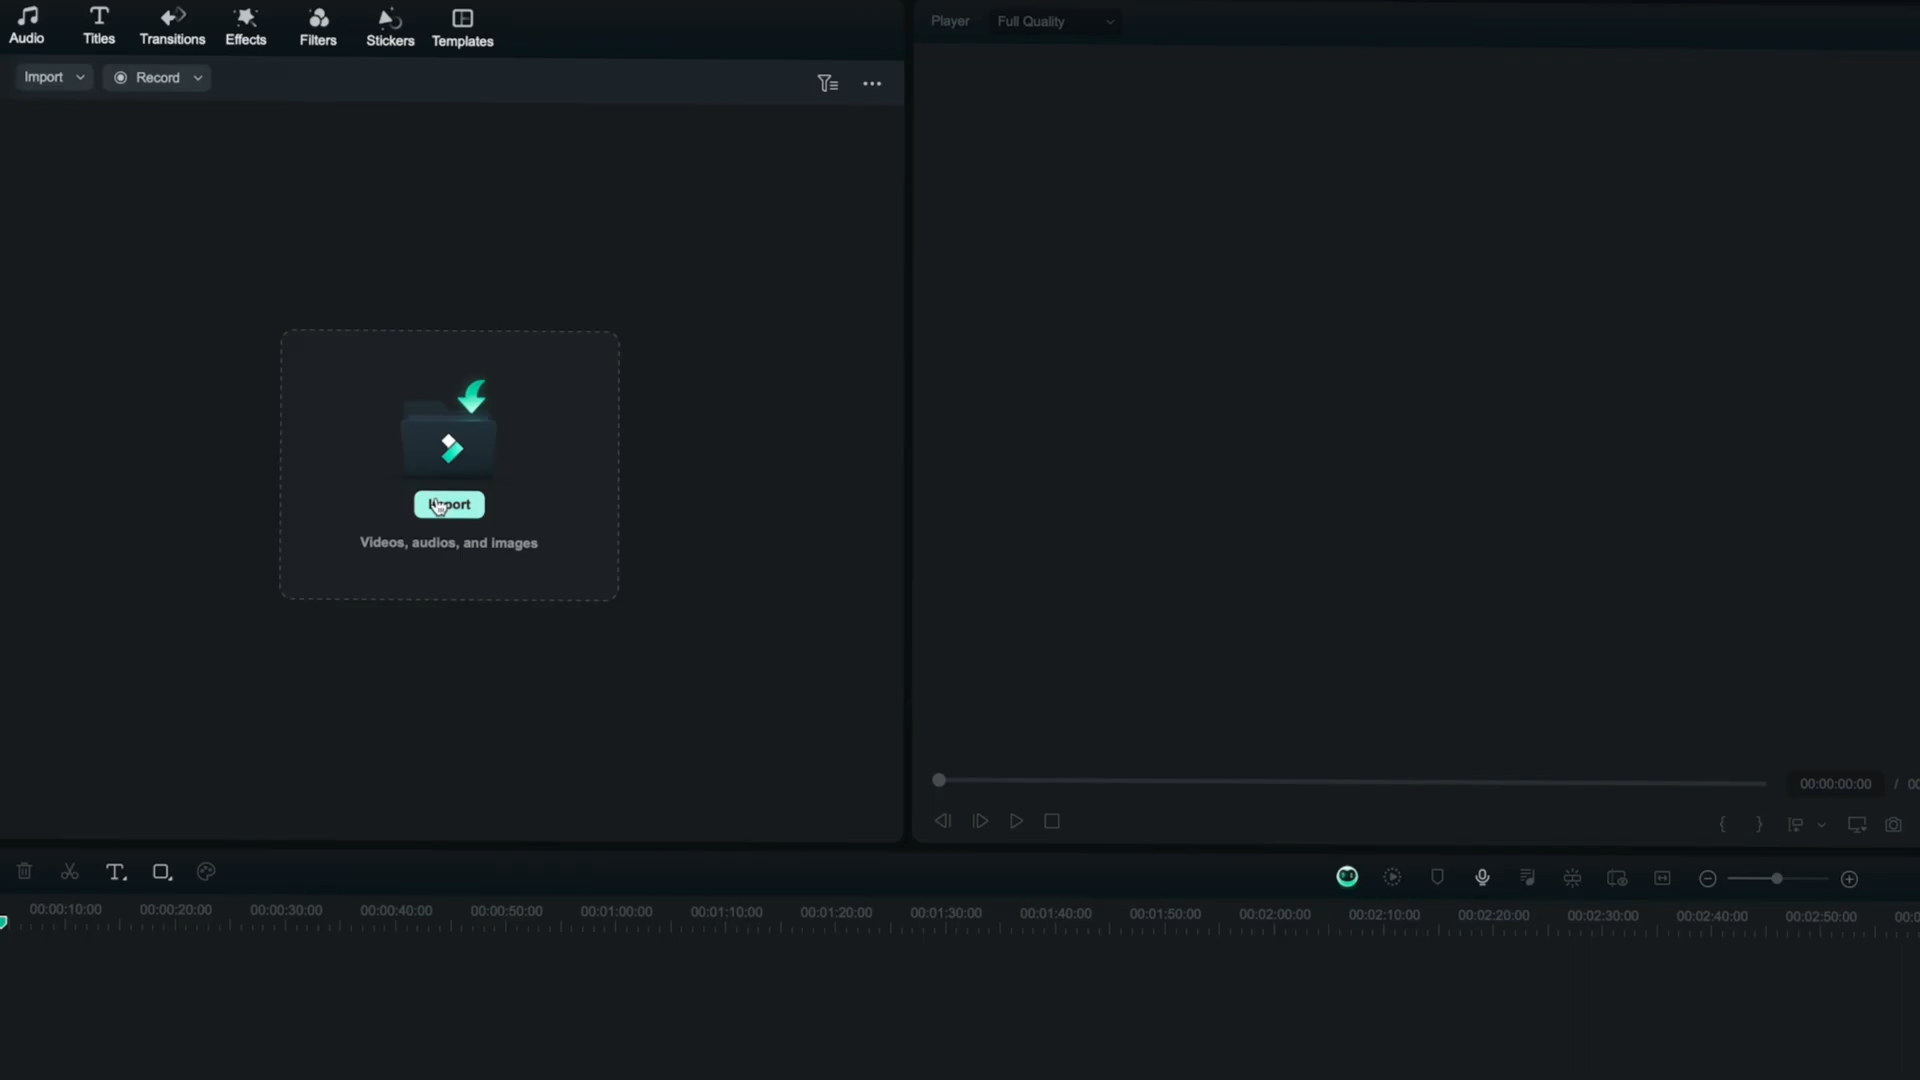 Audio
Titles
Transitions
Effects
Filters
Stickers
Templates
Player
Full Quality
Import
Record
Import
Videos, audios, and images
00:00:00:00
/
00:00:10:00
00:00:20:00
00:00:30:00
00:00:40:00
00:00:50:00
00:01:00:00
00:01:10:00
00:01:20:00
00:01:30:00
00:01:40:00
00:01:50:00
00:02:00:00
00:02:10:00
00:02:20:00
00:02:30:00
00:02:40:00
00:02:50:00